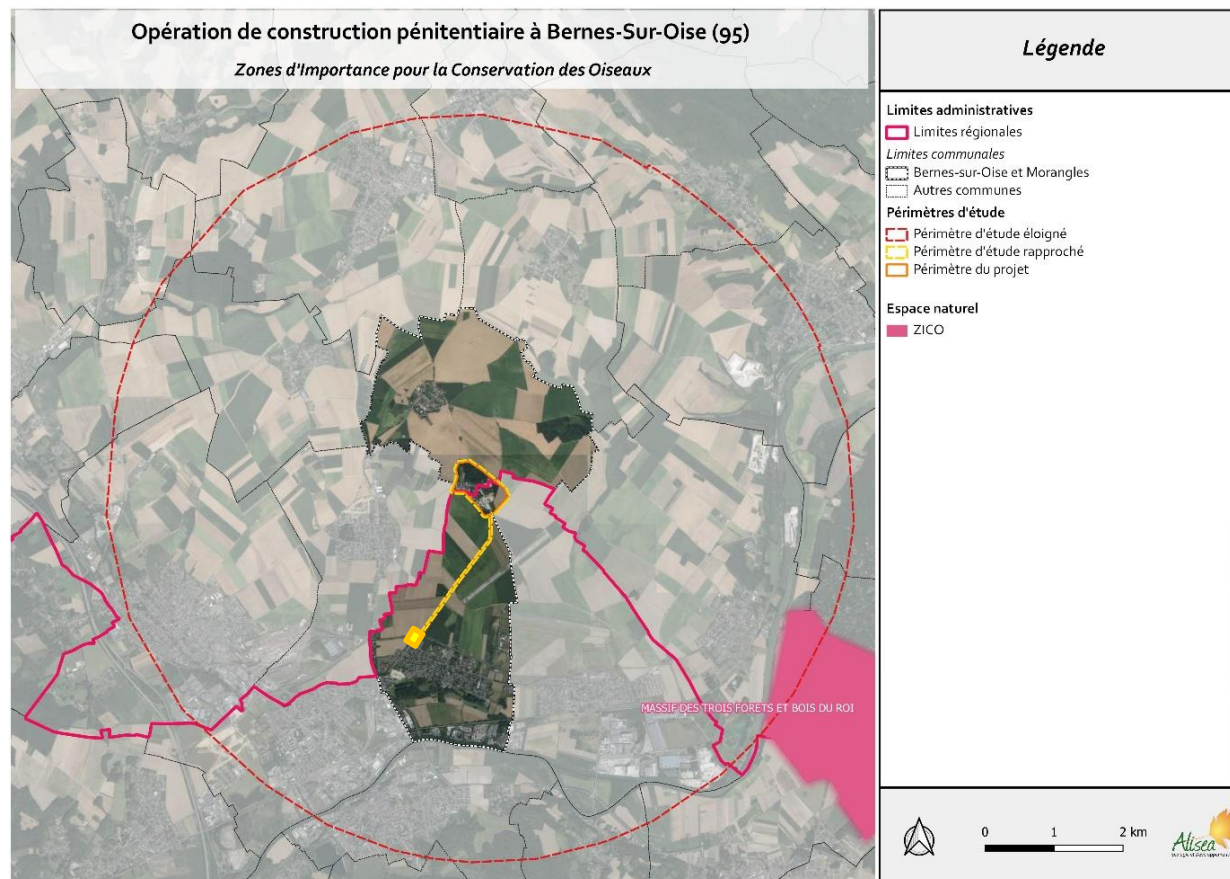 Opération de construction pénitentiaire à Bernes-Sur-Oise (95)
Zones d'Importance pour la Conservation des Oiseaux
MASSIF DES TROIS FORETS ET BOIS DU ROI
Légende
Limites administratives
Limites régionales
Limites communales
Bernes-sur-Oise et Morangles
Autres communes
Périmètres d'étude
Périmètre d'étude éloigné
Périmètre d'étude rapproché
Périmètre du projet
Espace naturel
ZICO
0 1 2 km
Alisea